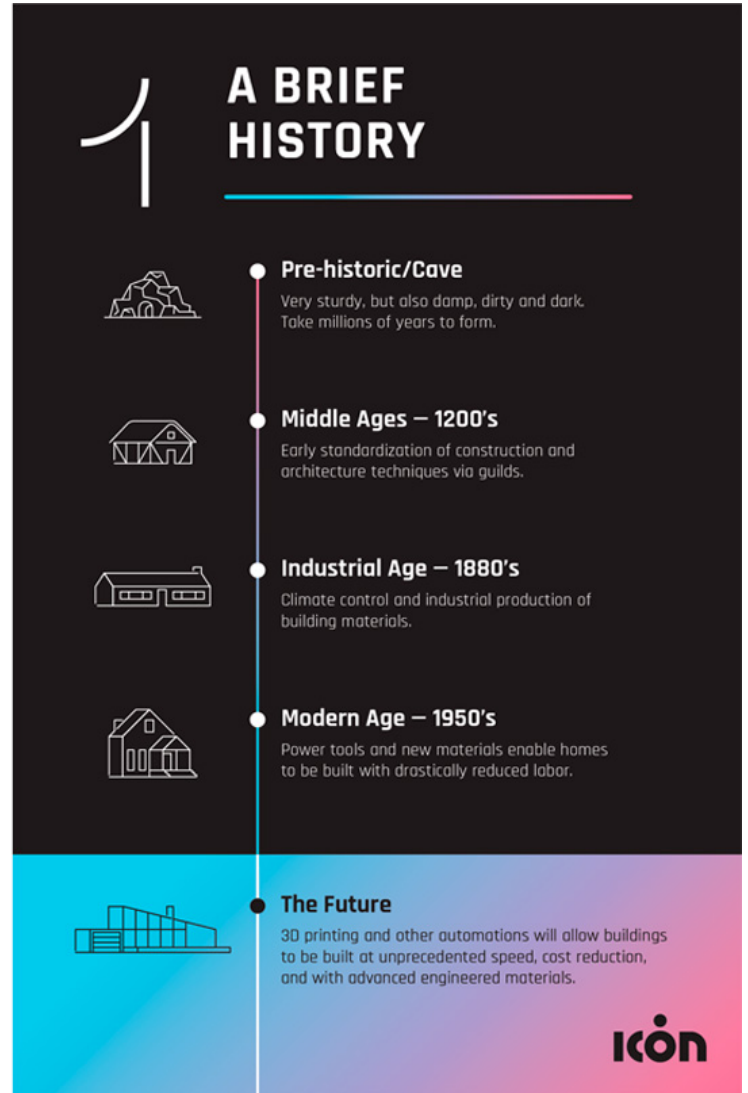 1
A BRIEF
HISTORY
Pre-historic/Cave
Very sturdy, but also damp, dirty and dark.
Take millions of years to form.
Middle Ages – 1200's
Early standardization of construction and
architecture techniques via guilds.
Industrial Age – 1880's
Climate control and industrial production of
building materials.
Modern Age – 1950's
Power tools and new materials enable homes
to be built with drastically reduced labor.
The Future
3D printing and other automations will allow buildings
to be built at unprecedented speed, cost reduction,
and with advanced engineered materials.
ICON